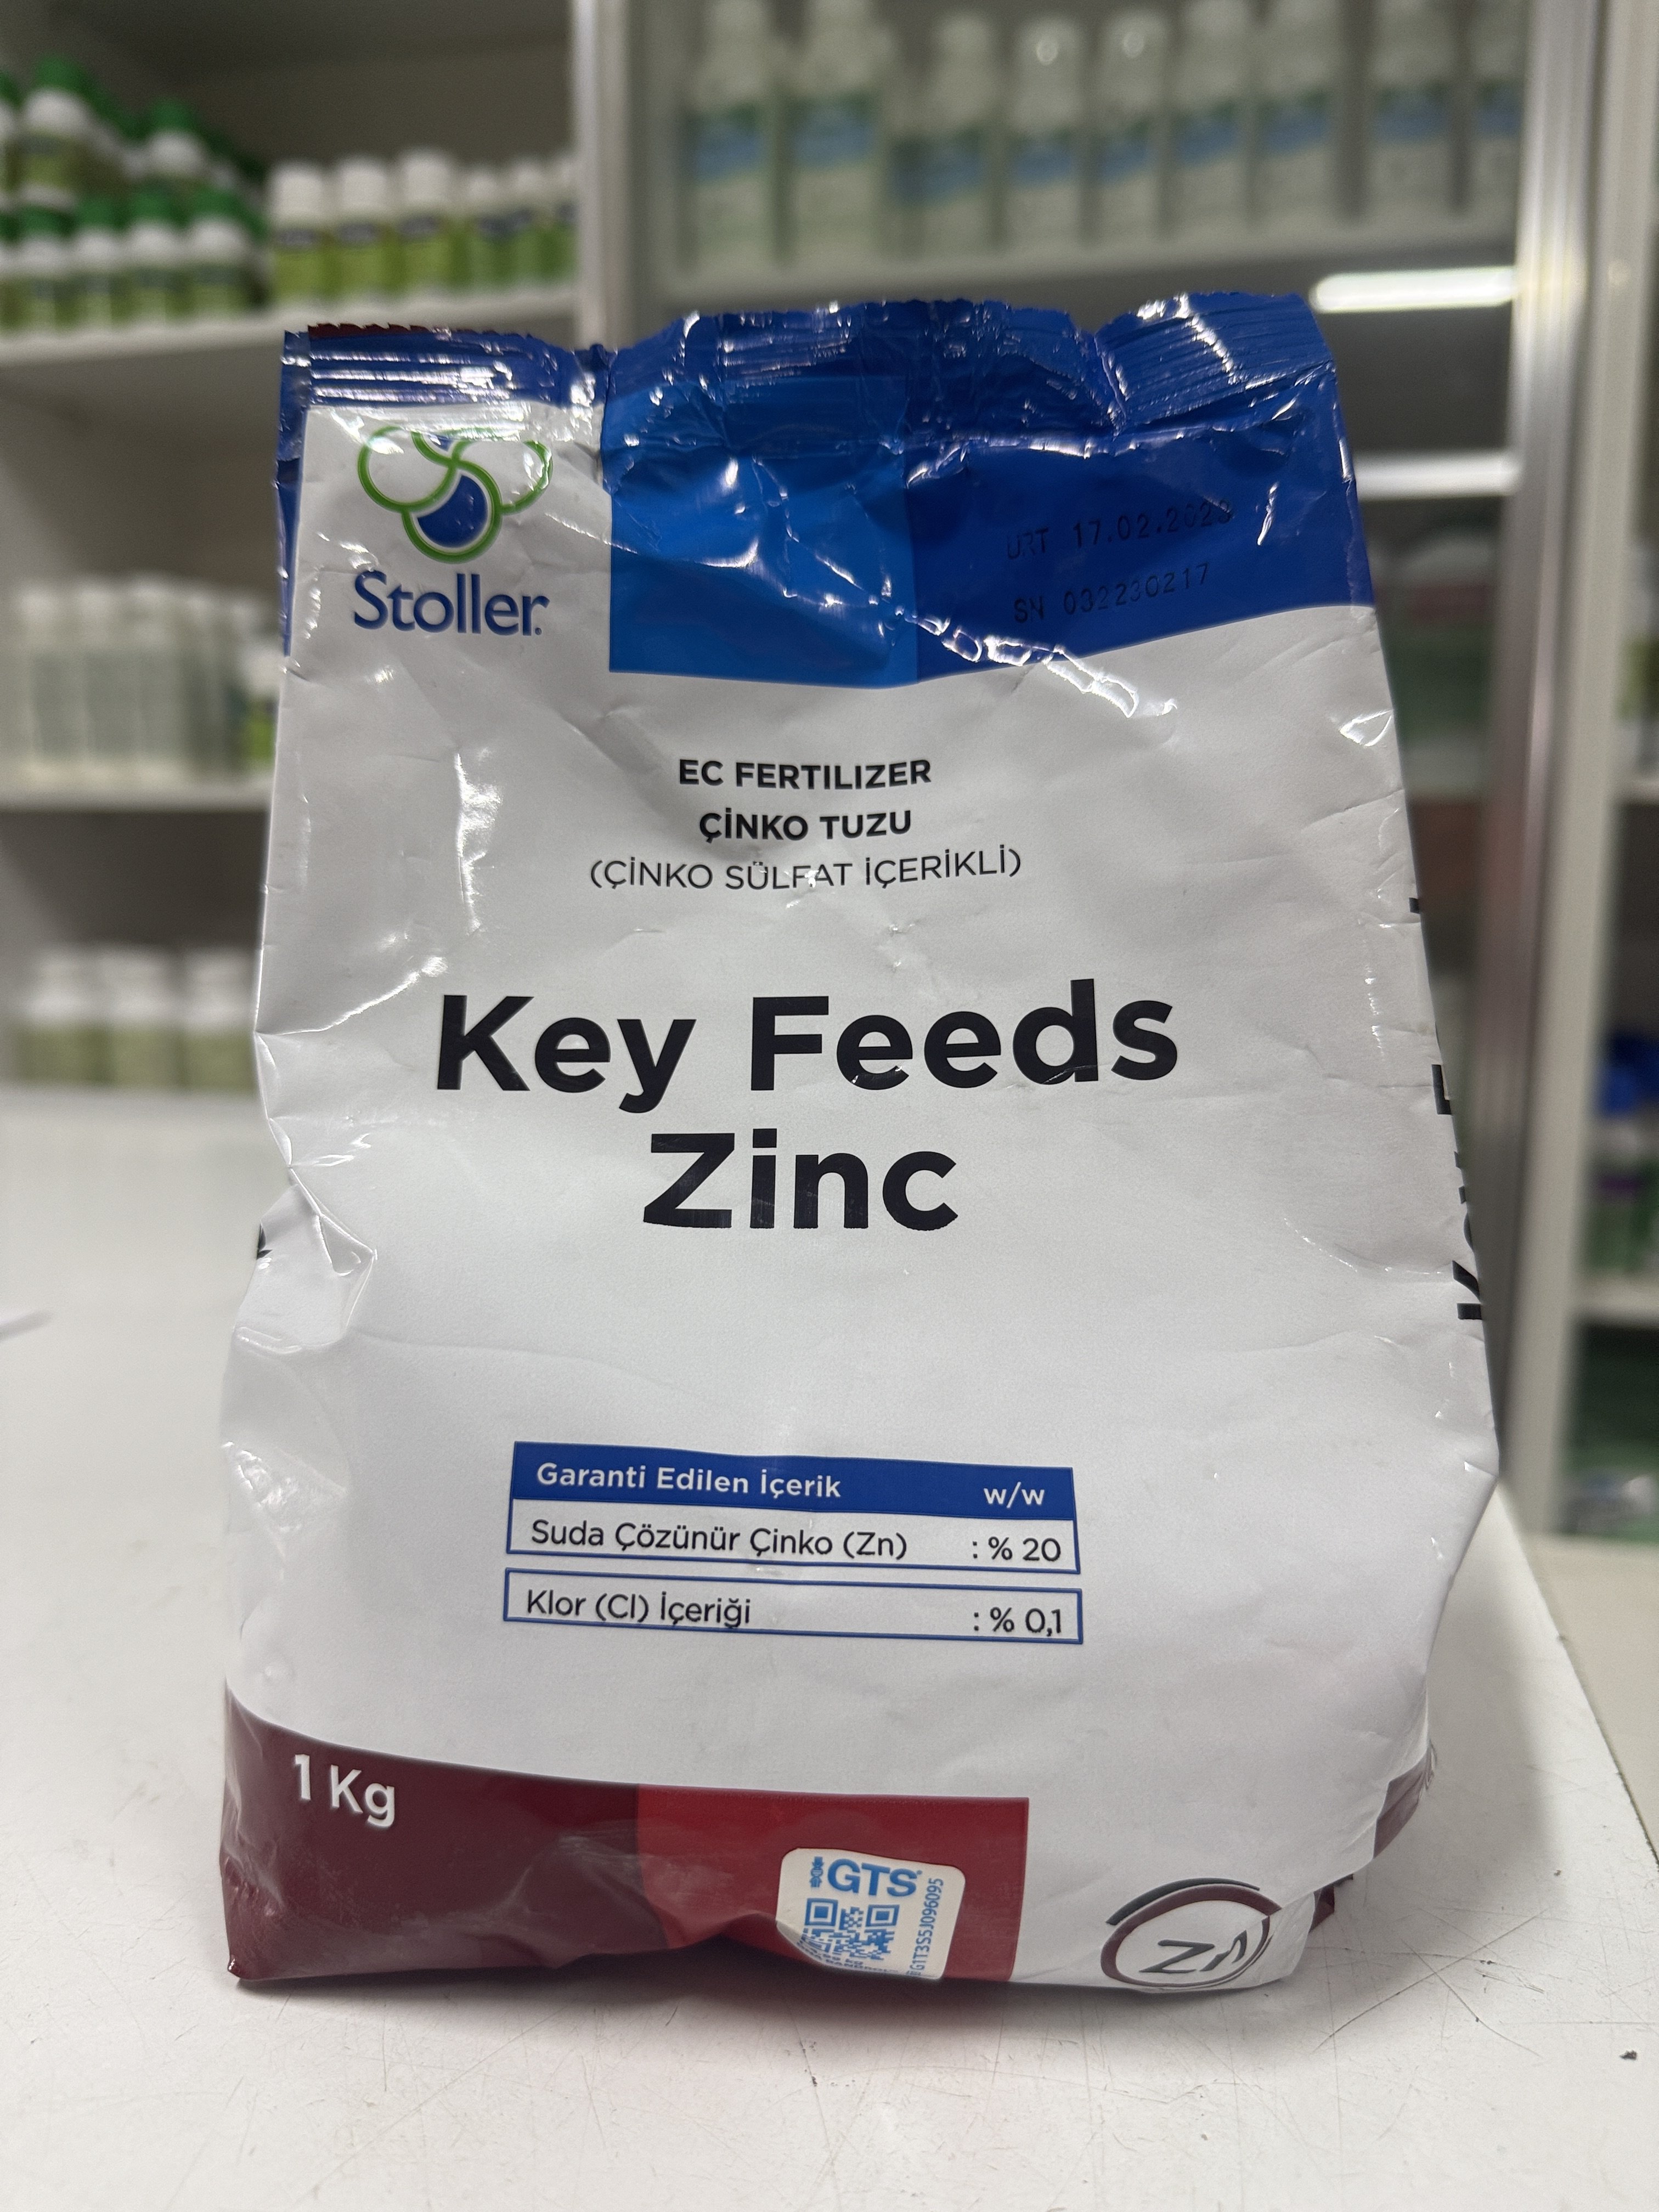 Stoller
URT 17.02.2023
SN 032230217
EC FERTILIZER
ÇİNKO TUZU
(ÇİNKO SÜLFAT İÇERİKLİ)
Key Feeds
Zinc
Garanti Edilen İçerik w/w
Suda Çözünür Çinko (Zn) : % 20
Klor (Cl) İçeriği : % 0,1
1 Kg
GTS
G1T3S5J096095
Zn